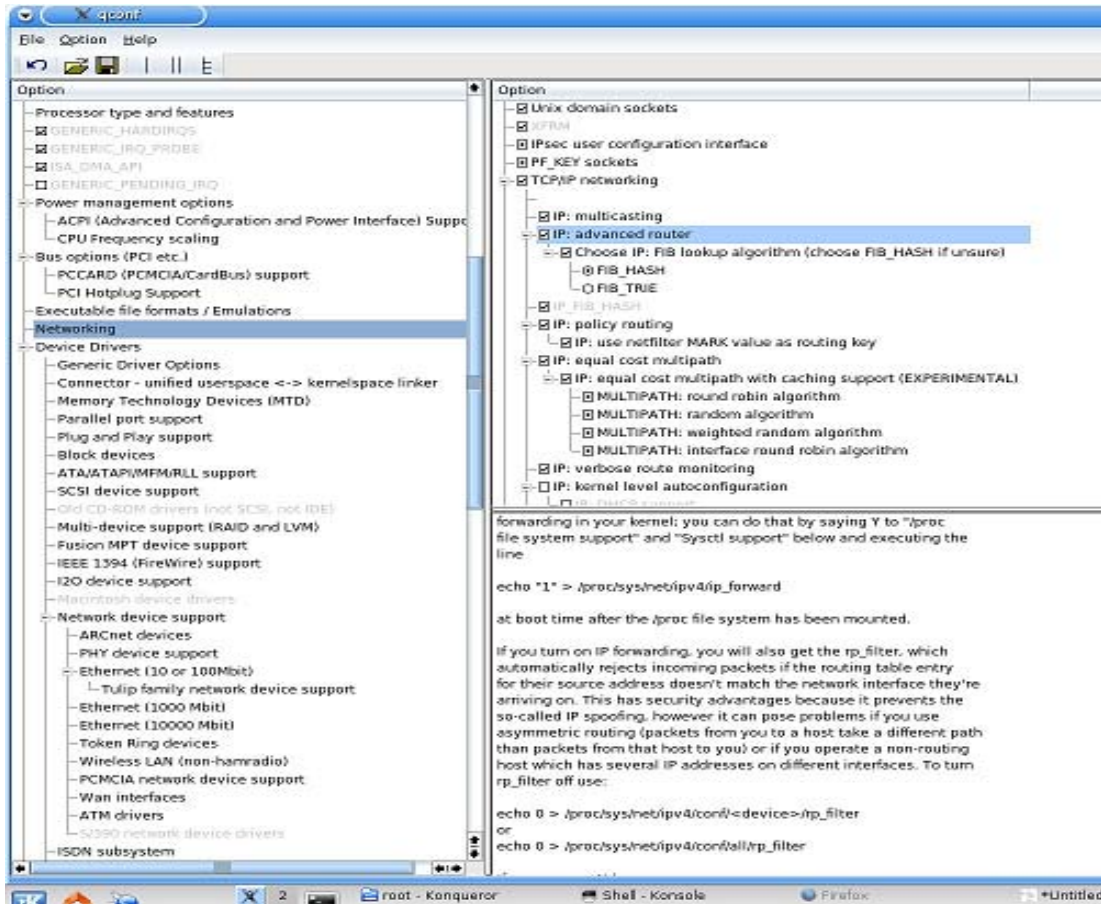 qconf
File Option Help
Option
Processor type and features
GENERIC_HARDIRQS
GENERIC_IRQ_PROBE
ISA_DMA_API
GENERIC_PENDING_IRQ
Power management options
ACPI (Advanced Configuration and Power Interface) Suppo
CPU Frequency scaling
Bus options (PCI etc.)
PCCARD (PCMCIA/CardBus) support
PCI Hotplug Support
Executable file formats / Emulations
Networking
Device Drivers
Generic Driver Options
Connector - unified userspace <-> kernelspace linker
Memory Technology Devices (MTD)
Parallel port support
Plug and Play support
Block devices
ATA/ATAPI/MFM/RLL support
SCSI device support
Old CD-ROM drivers (not SCSI, not IDE)
Multi-device support (RAID and LVM)
Fusion MPT device support
IEEE 1394 (FireWire) support
I2O device support
Macintosh device drivers
Network device support
ARCnet devices
PHY device support
Ethernet (10 or 100Mbit)
Tulip family network device support
Ethernet (1000 Mbit)
Ethernet (10000 Mbit)
Token Ring devices
Wireless LAN (non-hamradio)
PCMCIA network device support
Wan interfaces
ATM drivers
S/390 network device drivers
ISDN subsystem
Option
Unix domain sockets
XFRM
IPsec user configuration interface
PF_KEY sockets
TCP/IP networking
IP: multicasting
IP: advanced router
Choose IP: FIB lookup algorithm (choose FIB_HASH if unsure)
FIB_HASH
FIB_TRIE
IP_FIB_HASH
IP: policy routing
IP: use netfilter MARK value as routing key
IP: equal cost multipath
IP: equal cost multipath with caching support (EXPERIMENTAL)
MULTIPATH: round robin algorithm
MULTIPATH: random algorithm
MULTIPATH: weighted random algorithm
MULTIPATH: interface round robin algorithm
IP: verbose route monitoring
IP: kernel level autoconfiguration
IP: DHCP support
forwarding in your kernel; you can do that by saying Y to "/proc
file system support" and "Sysctl support" below and executing the
line
echo "1" > /proc/sys/net/ipv4/ip_forward
at boot time after the /proc file system has been mounted.
If you turn on IP forwarding, you will also get the rp_filter, which
automatically rejects incoming packets if the routing table entry
for their source address doesn't match the network interface they're
arriving on. This has security advantages because it prevents the
so-called IP spoofing, however it can pose problems if you use
asymmetric routing (packets from you to a host take a different path
than packets from that host to you) or if you operate a non-routing
host which has several IP addresses on different interfaces. To turn
rp_filter off use:
echo 0 > /proc/sys/net/ipv4/conf/<device>/rp_filter
or
echo 0 > /proc/sys/net/ipv4/conf/all/rp_filter
2 root - Konqueror Shell - Konsole Firefox *Untitled